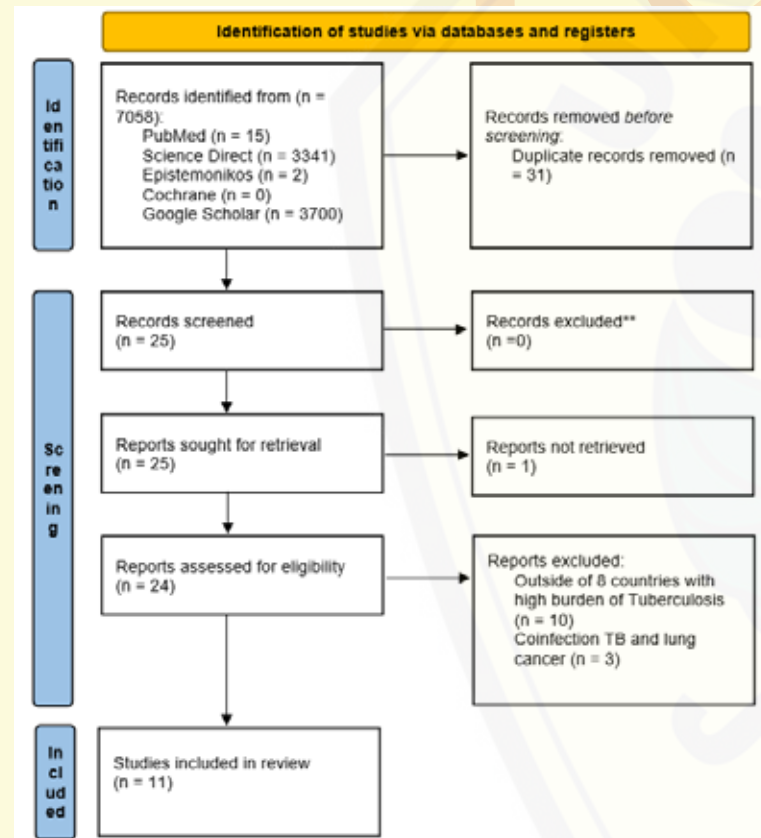 Identification of studies via databases and registers
Id
en
tifi
ca
tio
n
Records identified from (n =
7058):
PubMed (n = 15)
Science Direct (n = 3341)
Epistemonikos (n = 2)
Cochrane (n = 0)
Google Scholar (n = 3700)
Records removed before
screening:
Duplicate records removed (n
= 31)
Sc
re
en
in
g
Records screened
(n = 25)
Records excluded**
(n =0)
Reports sought for retrieval
(n = 25)
Reports not retrieved
(n = 1)
Reports assessed for eligibility
(n = 24)
Reports excluded:
Outside of 8 countries with
high burden of Tuberculosis
(n = 10)
Coinfection TB and lung
cancer (n = 3)
In
cl
ud
ed
Studies included in review
(n = 11)